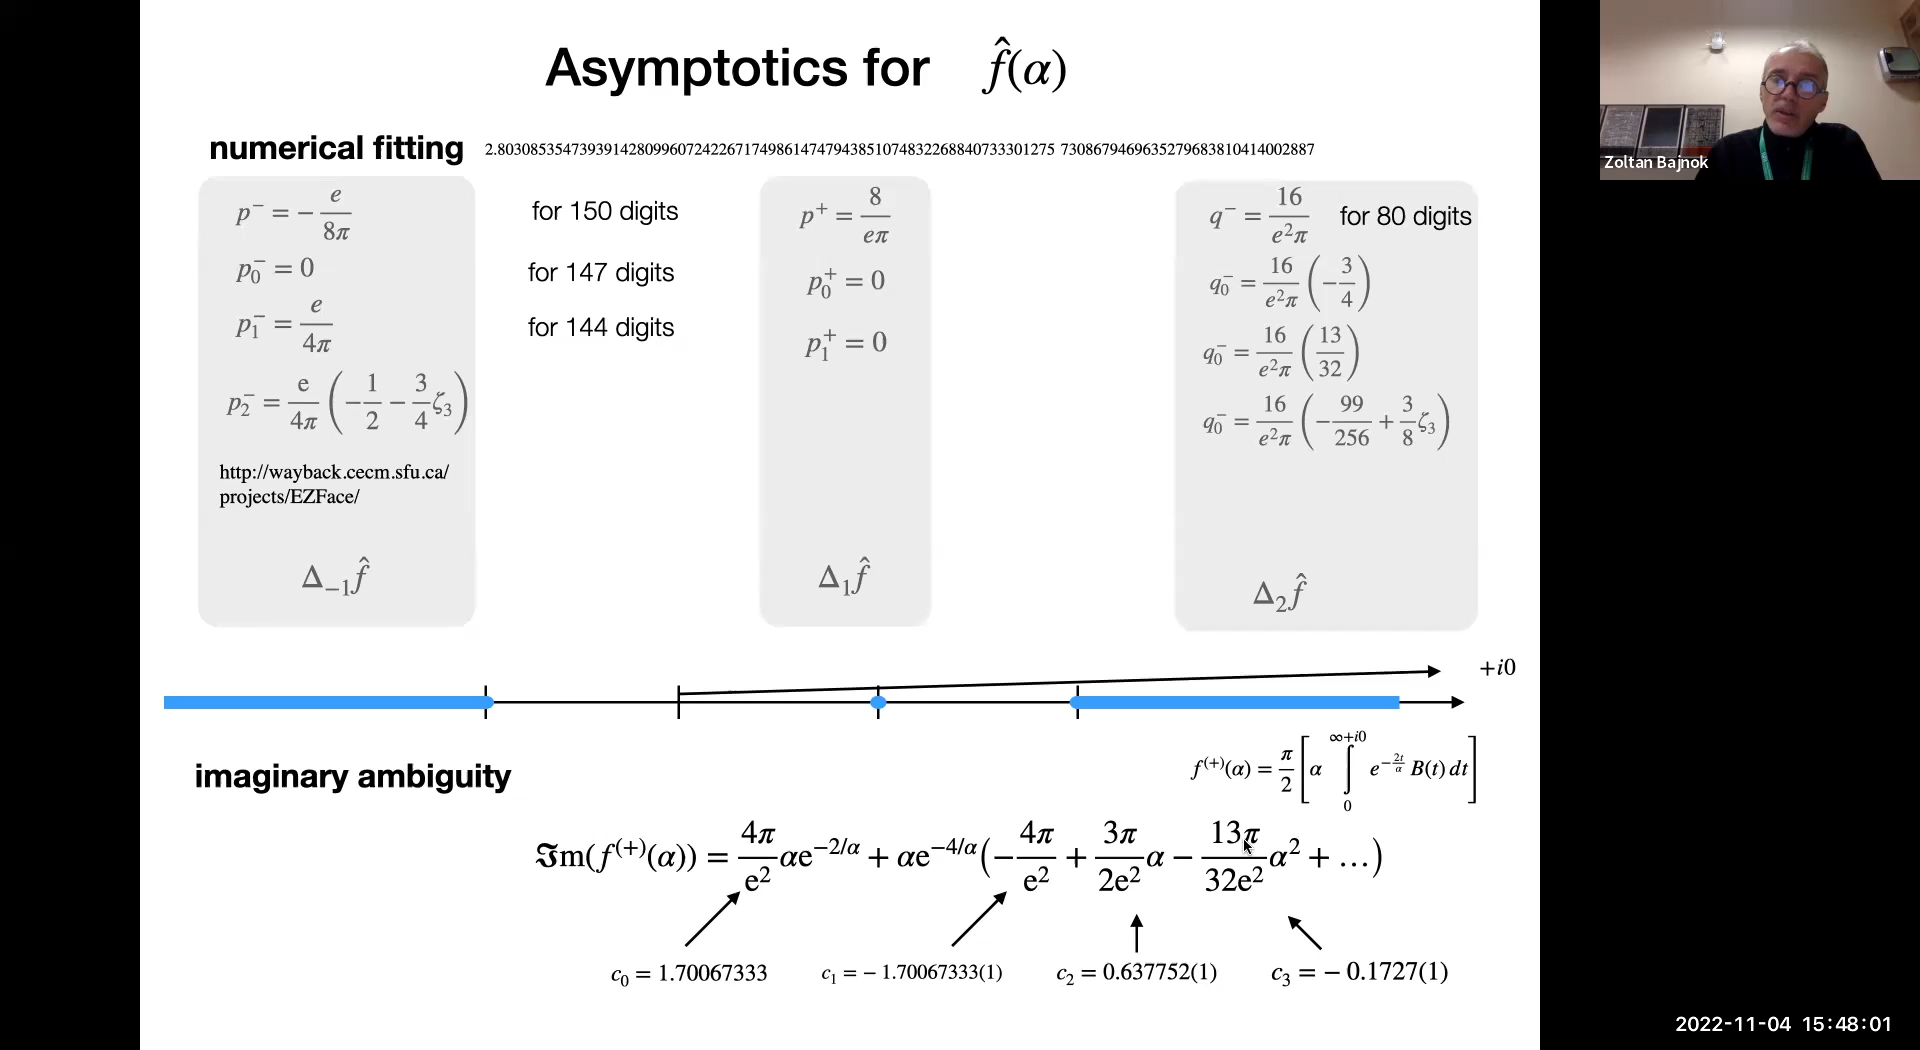 Asymptotics for f̂(α)
numerical fitting 2.8030853547393914280996072422671749861474794385107483226884073330​1275 730867946963527968381041400​2887
p⁻ = − e/8π
for 150 digits
p₀⁻ = 0
for 147 digits
p₁⁻ = e/4π
for 144 digits
p₂⁻ = e/4π (−1/2 − 3/4 ζ₃)
http://wayback.cecm.sfu.ca/
projects/EZFace/
Δ₋₁f̂
p⁺ = 8/eπ
p₀⁺ = 0
p₁⁺ = 0
Δ₁f̂
q⁻ = 16/e²π for 80 digits
q₀⁻ = 16/e²π (−3/4)
q₀⁻ = 16/e²π (13/32)
q₀⁻ = 16/e²π (−99/256 + 3/8 ζ₃)
Δ₂f̂
+i0
imaginary ambiguity
f⁽⁺⁾(α) = π/2 [α ∫₀^{∞+i0} e^{−2t/α} B(t) dt]
ℑm(f⁽⁺⁾(α)) = 4π/e² αe^{−2/α} + αe^{−4/α}(−4π/e² + 3π/2e² α − 13π/32e² α² + …)
c₀ = 1.70067333 c₁ = − 1.70067333(1) c₂ = 0.637752(1) c₃ = − 0.1727(1)
Zoltan Bajnok
2022-11-04 15:48:01